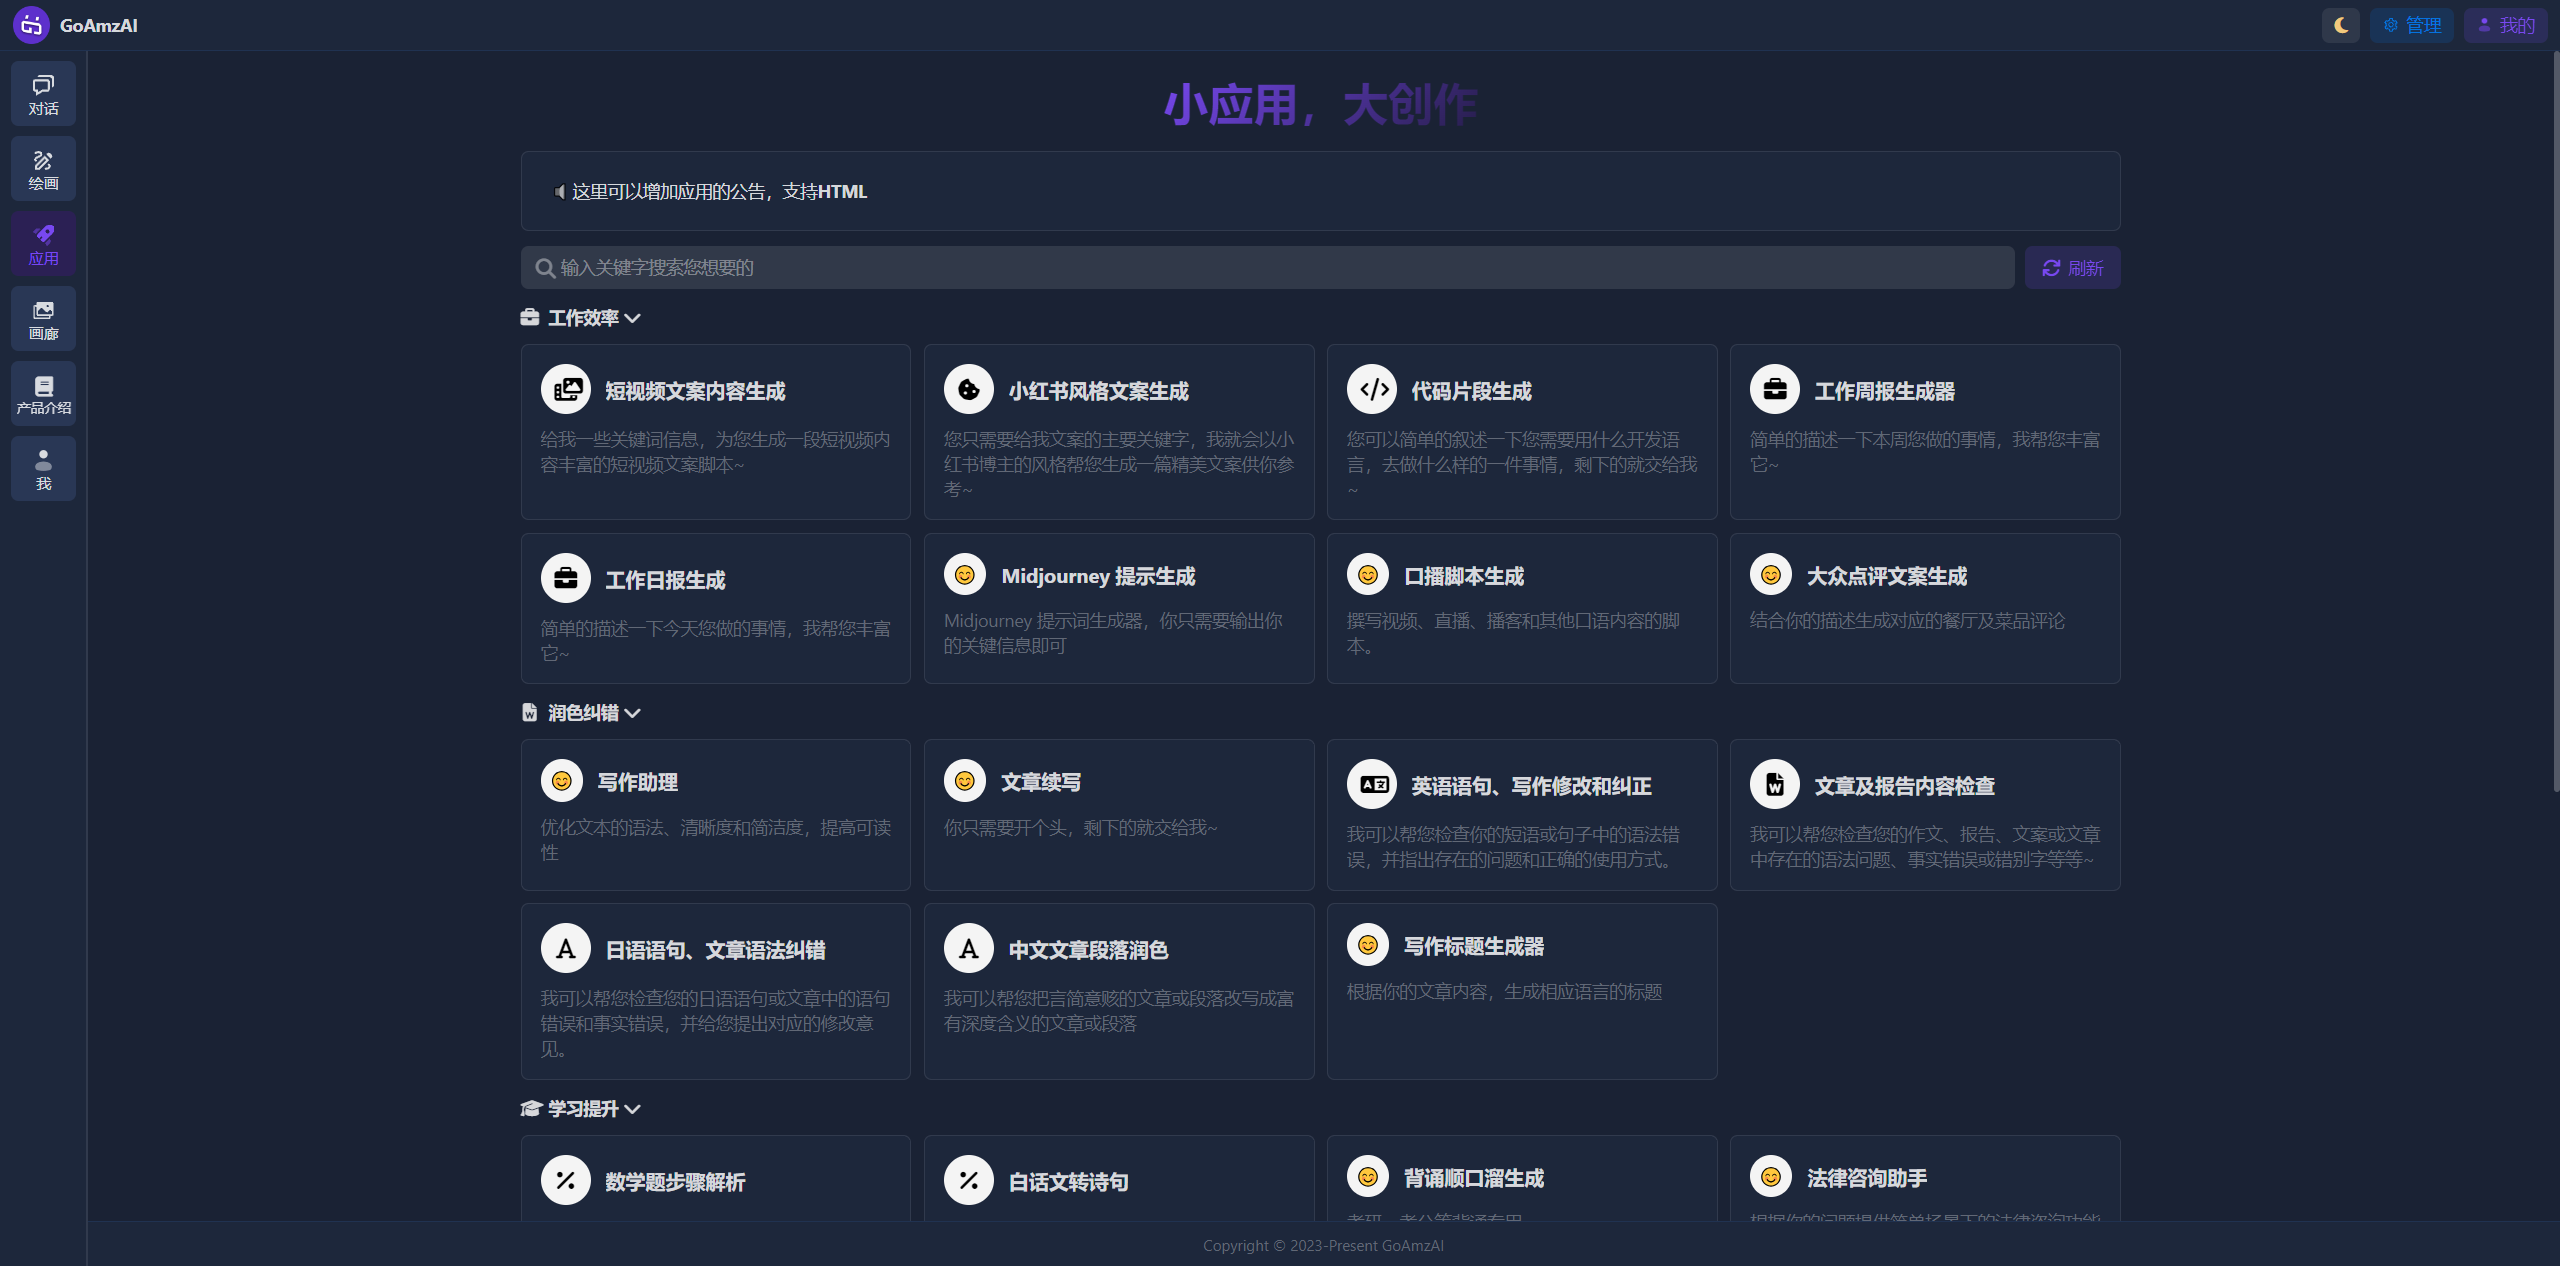 GoAmzAI
管理
我的
对话
绘画
应用
画廊
产品介绍
我
小应用，大创作
这里可以增加应用的公告，支持HTML
输入关键字搜索您想要的
刷新
工作效率
短视频文案内容生成
给我一些关键词信息，为您生成一段短视频内
容丰富的短视频文案脚本~
小红书风格文案生成
您只需要给我文案的主要关键字，我就会以小
红书博主的风格帮您生成一篇精美文案供你参
考~
代码片段生成
您可以简单的叙述一下您需要用什么开发语
言，去做什么样的一件事情，剩下的就交给我
~
工作周报生成器
简单的描述一下本周您做的事情，我帮您丰富
它~
工作日报生成
简单的描述一下今天您做的事情，我帮您丰富
它~
Midjourney 提示生成
Midjourney 提示词生成器，你只需要输出你
的关键信息即可
口播脚本生成
撰写视频、直播、播客和其他口语内容的脚
本。
大众点评文案生成
结合你的描述生成对应的餐厅及菜品评论
润色纠错
写作助理
优化文本的语法、清晰度和简洁度，提高可读
性
文章续写
你只需要开个头，剩下的就交给我~
英语语句、写作修改和纠正
我可以帮您检查你的短语或句子中的语法错
误，并指出存在的问题和正确的使用方式。
文章及报告内容检查
我可以帮您检查您的作文、报告、文案或文章
中存在的语法问题、事实错误或错别字等等~
日语语句、文章语法纠错
我可以帮您检查您的日语语句或文章中的语句
错误和事实错误，并给您提出对应的修改意
见。
中文文章段落润色
我可以帮您把言简意赅的文章或段落改写成富
有深度含义的文章或段落
写作标题生成器
根据你的文章内容，生成相应语言的标题
学习提升
数学题步骤解析
白话文转诗句
背诵顺口溜生成
考研、考公等背诵专用
法律咨询助手
根据你的问题提供简单场景下的法律咨询功能
Copyright © 2023-Present GoAmzAI